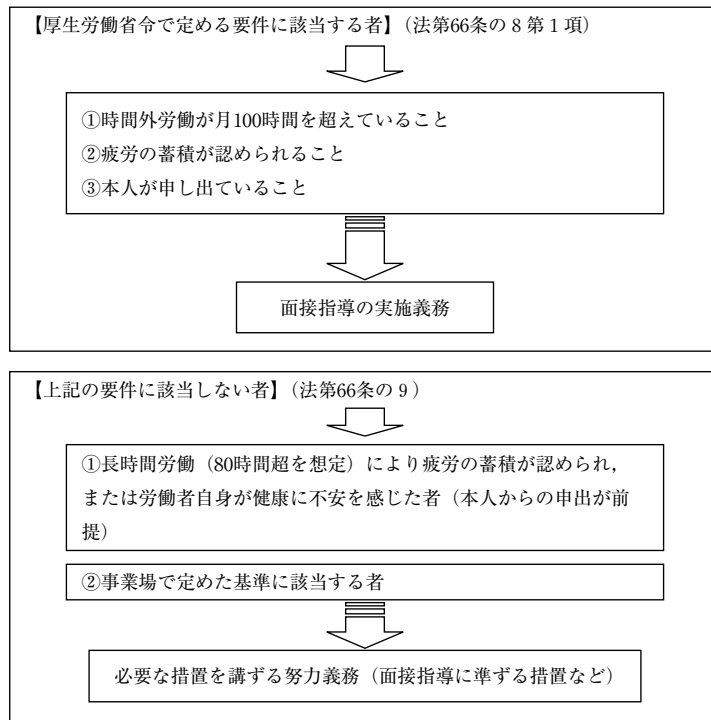 【厚生労働省令で定める要件に該当する者】（法第66条の８第１項）
①時間外労働が月100時間を超えていること
②疲労の蓄積が認められること
③本人が申し出ていること
面接指導の実施義務
【上記の要件に該当しない者】（法第66条の９）
①長時間労働（80時間超を想定）により疲労の蓄積が認められ，
または労働者自身が健康に不安を感じた者（本人からの申出が前
提）
②事業場で定めた基準に該当する者
必要な措置を講ずる努力義務（面接指導に準ずる措置など）